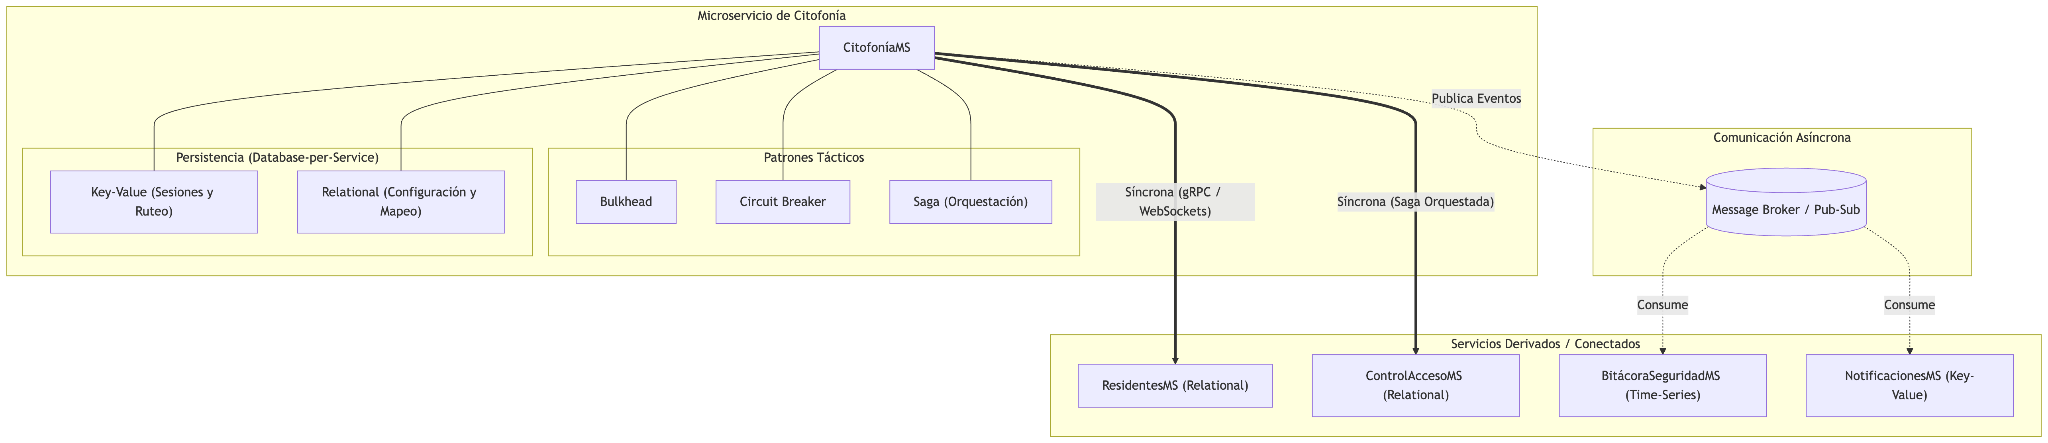 Microservicio de Citofonía
CitofoníaMS
Publica Eventos
Comunicación Asíncrona
Persistencia (Database-per-Service)
Patrones Tácticos
Key-Value (Sesiones y
Ruteo)
Relational (Configuración y
Mapeo)
Bulkhead
Circuit Breaker
Saga (Orquestación)
Síncrona (gRPC /
WebSockets)
Síncrona (Saga Orquestada)
Message Broker / Pub-Sub
Consume
Consume
Servicios Derivados / Conectados
ResidentesMS (Relational)
ControlAccesoMS
(Relational)
BitácoraSeguridadMS
(Time-Series)
NotificacionesMS (Key-
Value)